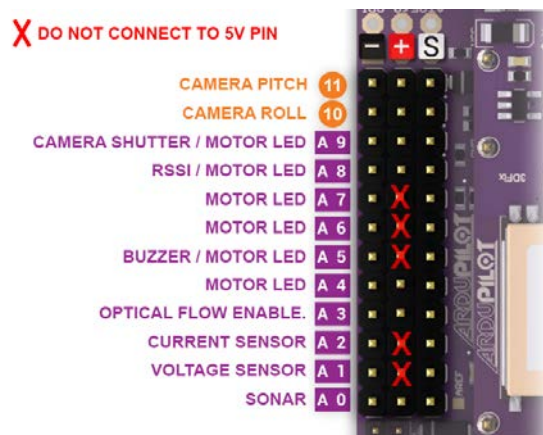 X DO NOT CONNECT TO 5V PIN
- + S
CAMERA PITCH 11
CAMERA ROLL 10
CAMERA SHUTTER / MOTOR LED A 9
RSSI / MOTOR LED A 8
MOTOR LED A 7
MOTOR LED A 6
BUZZER / MOTOR LED A 5
MOTOR LED A 4
OPTICAL FLOW ENABLE. A 3
CURRENT SENSOR A 2
VOLTAGE SENSOR A 1
SONAR A 0
3DFix
ARDUPILOT
ARDUPILOT